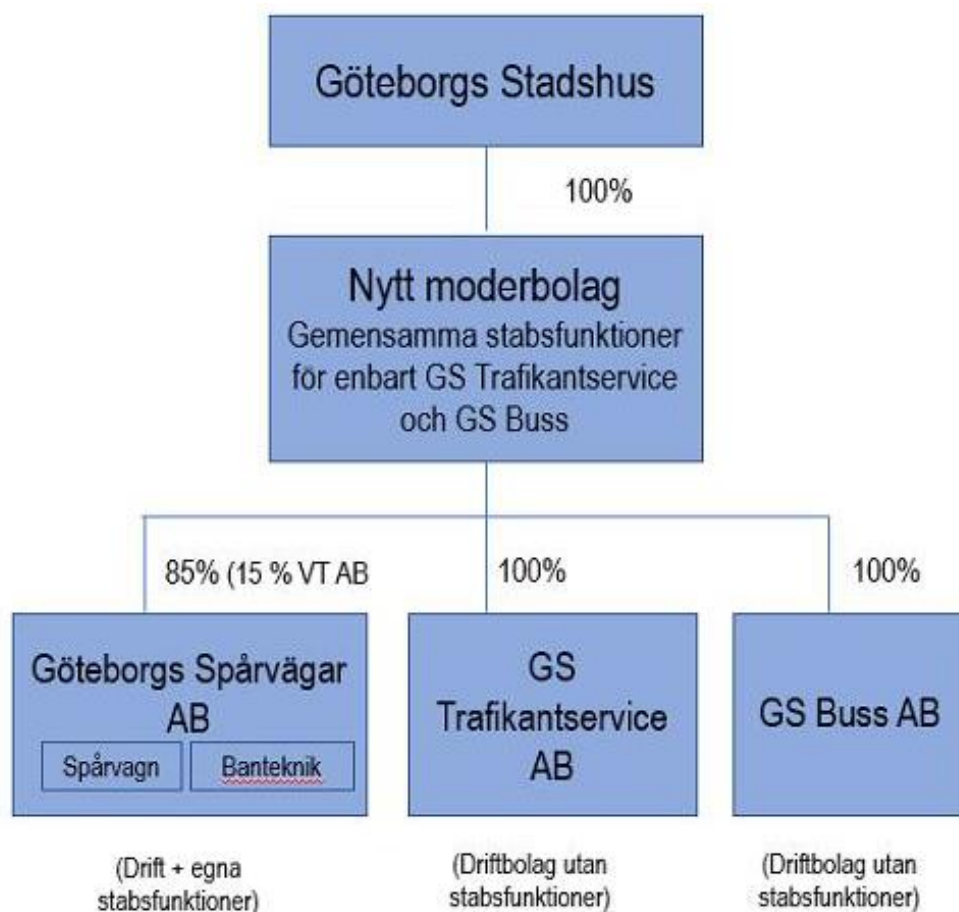 Göteborgs Stadshus
100%
Nytt moderbolag
Gemensamma stabsfunktioner
för enbart GS Trafikantservice
och GS Buss
85% (15 % VT AB
100%
100%
Göteborgs Spårvägar
AB
Spårvagn
Banteknik
GS
Trafikantservice
AB
GS Buss AB
(Drift + egna
stabsfunktioner)
(Driftbolag utan
stabsfunktioner)
(Driftbolag utan
stabsfunktioner)